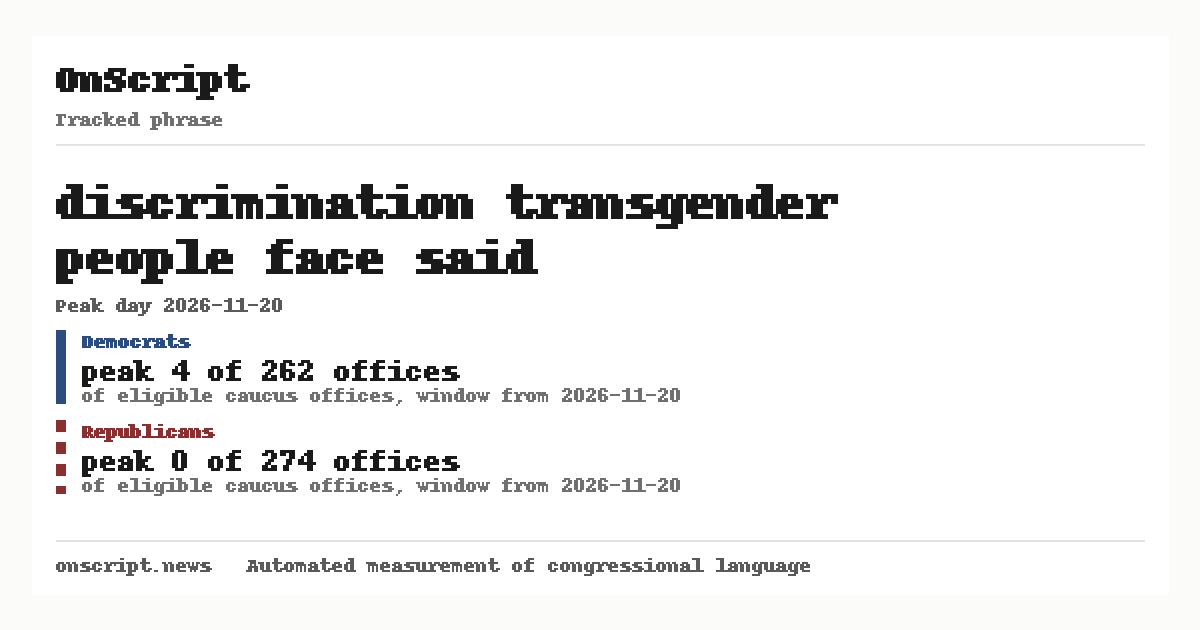 OnScript
Tracked phrase
discrimination transgender
people face said
Peak day 2026-11-20
Democrats
peak 4 of 262 offices
of eligible caucus offices, window from 2026-11-20
Republicans
peak 0 of 274 offices
of eligible caucus offices, window from 2026-11-20
onscript.news Automated measurement of congressional language